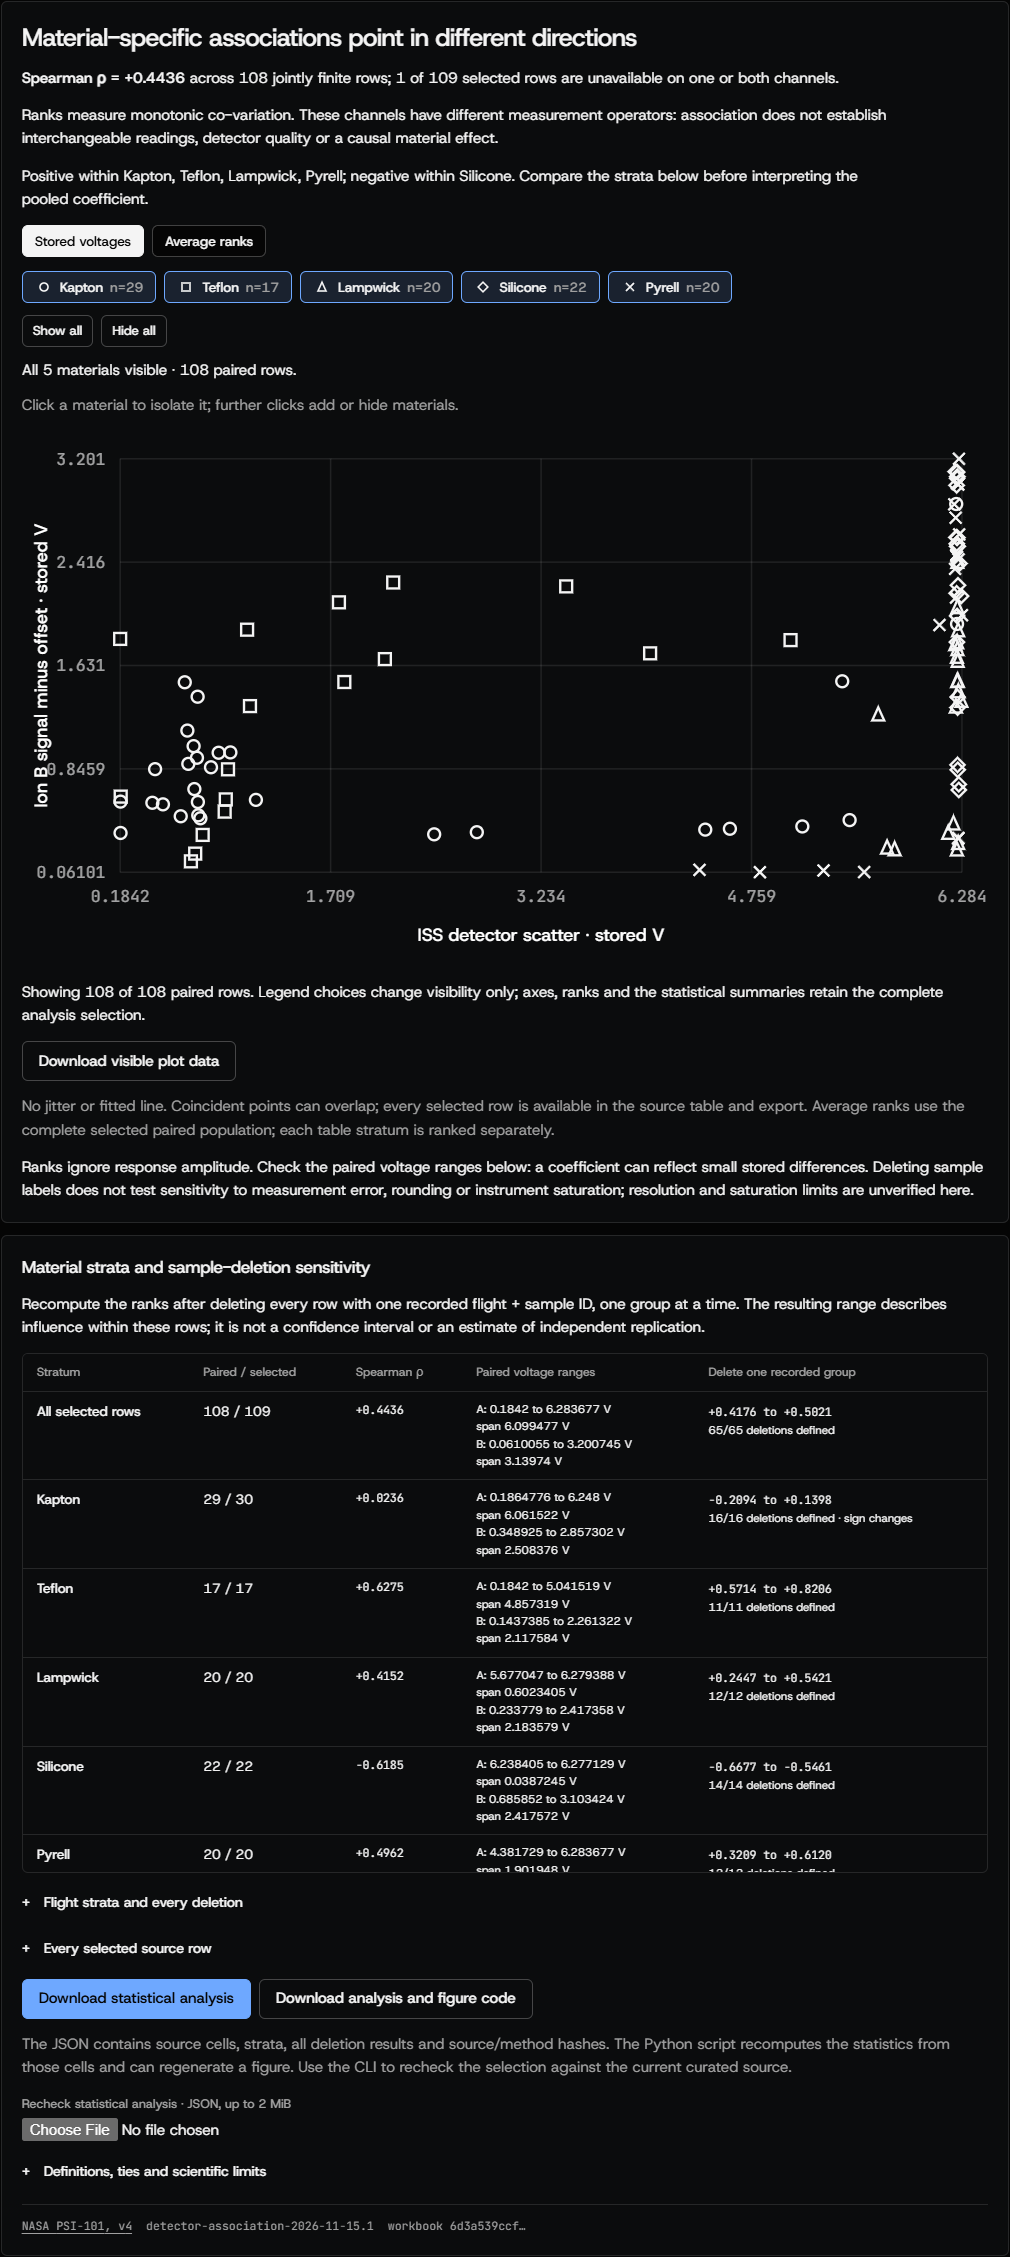 Material-specific associations point in different directions
Spearman ρ = +0.4436 across 108 jointly finite rows; 1 of 109 selected rows are unavailable on one or both channels.
Ranks measure monotonic co-variation. These channels have different measurement operators: association does not establish
interchangeable readings, detector quality or a causal material effect.
Positive within Kapton, Teflon, Lampwick, Pyrell; negative within Silicone. Compare the strata below before interpreting the
pooled coefficient.
Stored voltages
Average ranks
Kapton n=29
Teflon n=17
Lampwick n=20
Silicone n=22
Pyrell n=20
Show all
Hide all
All 5 materials visible · 108 paired rows.
Click a material to isolate it; further clicks add or hide materials.
Ion B signal minus offset · stored V
3.201
2.416
1.631
0.8459
0.06101
0.1842
1.709
3.234
4.759
6.284
ISS detector scatter · stored V
Showing 108 of 108 paired rows. Legend choices change visibility only; axes, ranks and the statistical summaries retain the complete
analysis selection.
Download visible plot data
No jitter or fitted line. Coincident points can overlap; every selected row is available in the source table and export. Average ranks use the
complete selected paired population; each table stratum is ranked separately.
Ranks ignore response amplitude. Check the paired voltage ranges below: a coefficient can reflect small stored differences. Deleting sample
labels does not test sensitivity to measurement error, rounding or instrument saturation; resolution and saturation limits are unverified here.
Material strata and sample-deletion sensitivity
Recompute the ranks after deleting every row with one recorded flight + sample ID, one group at a time. The resulting range describes
influence within these rows; it is not a confidence interval or an estimate of independent replication.
Stratum
Paired / selected
Spearman ρ
Paired voltage ranges
Delete one recorded group
All selected rows
108 / 109
+0.4436
A: 0.1842 to 6.283677 V
span 6.099477 V
B: 0.0610055 to 3.200745 V
span 3.13974 V
+0.4176 to +0.5021
65/65 deletions defined
Kapton
29 / 30
+0.0236
A: 0.1864776 to 6.248 V
span 6.061522 V
B: 0.348925 to 2.857302 V
span 2.508376 V
-0.2094 to +0.1398
16/16 deletions defined · sign changes
Teflon
17 / 17
+0.6275
A: 0.1842 to 5.041519 V
span 4.857319 V
B: 0.1437385 to 2.261322 V
span 2.117584 V
+0.5714 to +0.8206
11/11 deletions defined
Lampwick
20 / 20
+0.4152
A: 5.677047 to 6.279388 V
span 0.6023405 V
B: 0.233779 to 2.417358 V
span 2.183579 V
+0.2447 to +0.5421
12/12 deletions defined
Silicone
22 / 22
-0.6185
A: 6.238405 to 6.277129 V
span 0.0387245 V
B: 0.685852 to 3.103424 V
span 2.417572 V
-0.6677 to -0.5461
14/14 deletions defined
Pyrell
20 / 20
+0.4962
A: 4.381729 to 6.283677 V
span 1.901948 V
+0.3209 to +0.6120
12/12 deletions defined
+ Flight strata and every deletion
+ Every selected source row
Download statistical analysis
Download analysis and figure code
The JSON contains source cells, strata, all deletion results and source/method hashes. The Python script recomputes the statistics from
those cells and can regenerate a figure. Use the CLI to recheck the selection against the current curated source.
Recheck statistical analysis · JSON, up to 2 MiB
Choose File No file chosen
+ Definitions, ties and scientific limits
NASA PSI-101, v4 detector-association-2026-11-15.1 workbook 6d3a539ccf…